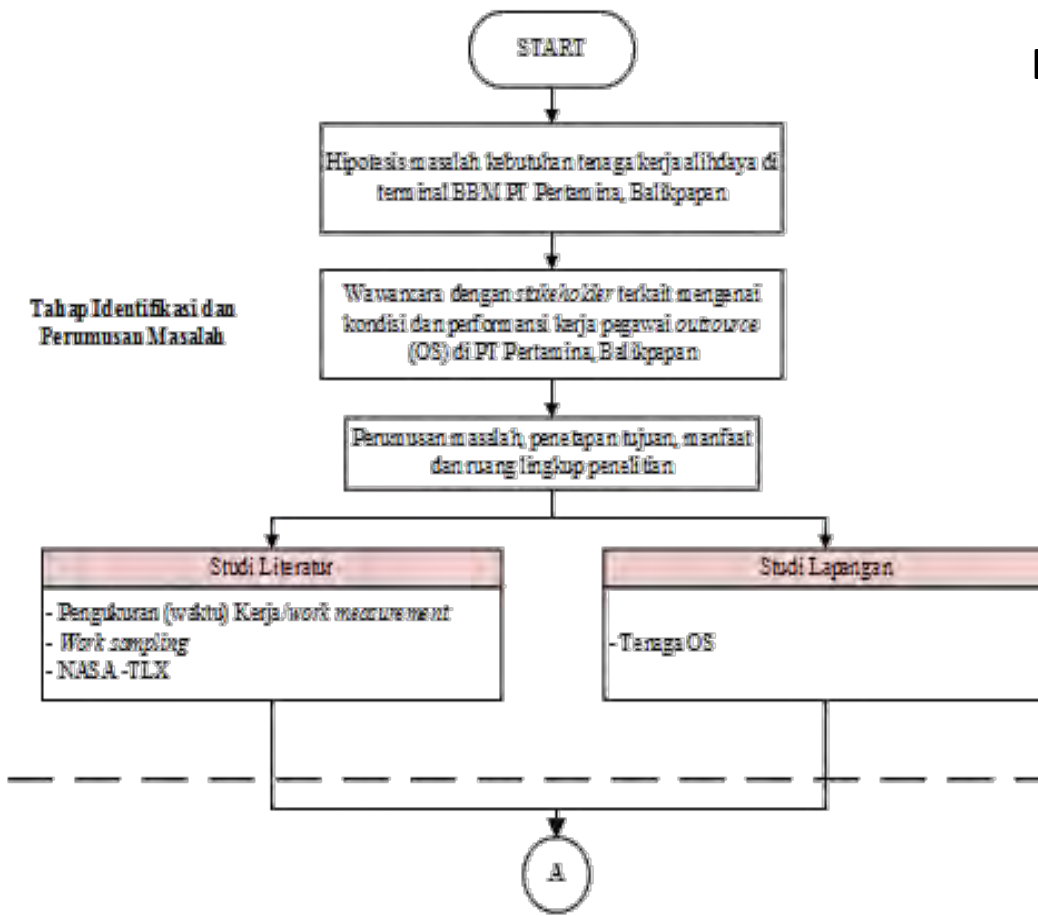 START
Hipotesis masalah kebutuhan tenaga kerja alihdaya di
terminal BBM PT Pertamina, Balikpapan
Tahap Identifikasi dan
Perumusan Masalah
Wawancara dengan stakeholder terkait mengenai
kondisi dan performansi kerja pegawai outsource
(OS) di PT Pertamina, Balikpapan
Perumusan masalah, penetapan tujuan, manfaat
dan ruang lingkup penelitian
Studi Literatur
- Pengukuran (waktu) Kerja/work measurement
- Work sampling
- NASA -TLX
Studi Lapangan
- Tenaga OS
A